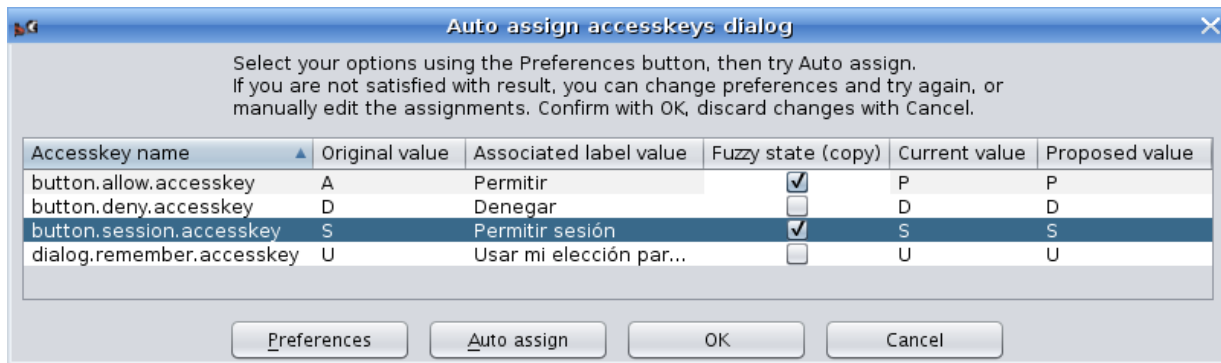 Auto assign accesskeys dialog
Select your options using the Preferences button, then try Auto assign.
If you are not satisfied with result, you can change preferences and try again, or
manually edit the assignments. Confirm with OK, discard changes with Cancel.
Accesskey name Original value Associated label value Fuzzy state (copy) Current value Proposed value
button.allow.accesskey A Permitir P P
button.deny.accesskey D Denegar D D
button.session.accesskey S Permitir sesión S S
dialog.remember.accesskey U Usar mi elección par... U U
Preferences Auto assign OK Cancel